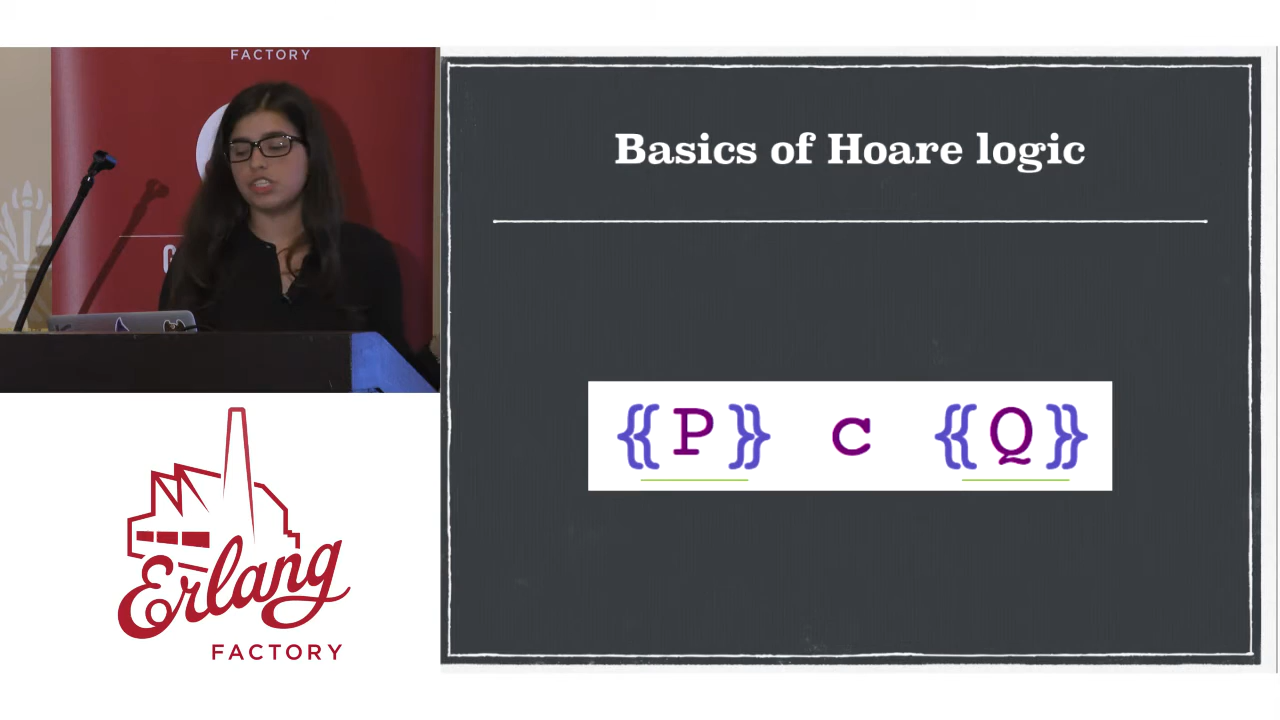 FACTORY
G
Basics of Hoare logic
{{ P }} c {{ Q }}
Erlang
FACTORY